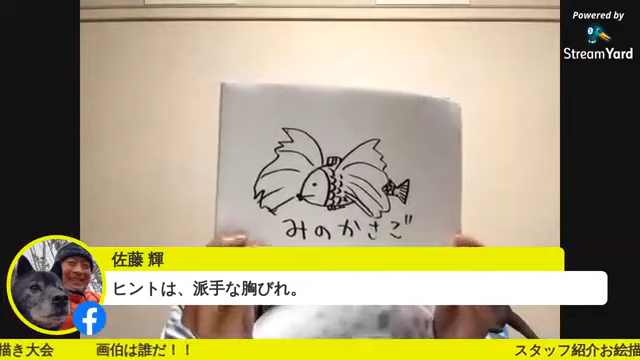 Powered by
StreamYard
みのかさご
佐藤 輝
ヒントは、派手な胸びれ。
描き大会
画伯は誰だ！！
スタッフ紹介お絵描